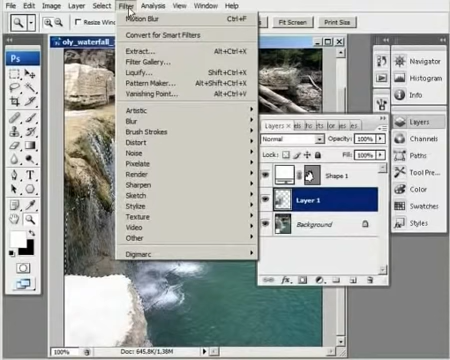 File Edit Image Layer Select Filter Analysis View Window Help
Resize Wind
Fit Screen Print Size
oly_waterfall_
Motion Blur Ctrl+F
Convert for Smart Filters
Extract... Alt+Ctrl+X
Filter Gallery...
Liquify... Shift+Ctrl+X
Pattern Maker... Alt+Shift+Ctrl+X
Vanishing Point... Alt+Ctrl+V
Artistic
Blur
Brush Strokes
Distort
Noise
Pixelate
Render
Sharpen
Sketch
Stylize
Texture
Video
Other
Digimarc
Ps
Layers ×
Normal Opacity: 100%
Lock: Fill: 100%
Shape 1
Layer 1
Background
Navigator
Histogram
Info
Layers
Channels
Paths
Tool Pre...
Color
Swatches
Styles
100% Doc: 645.8K/1.38M